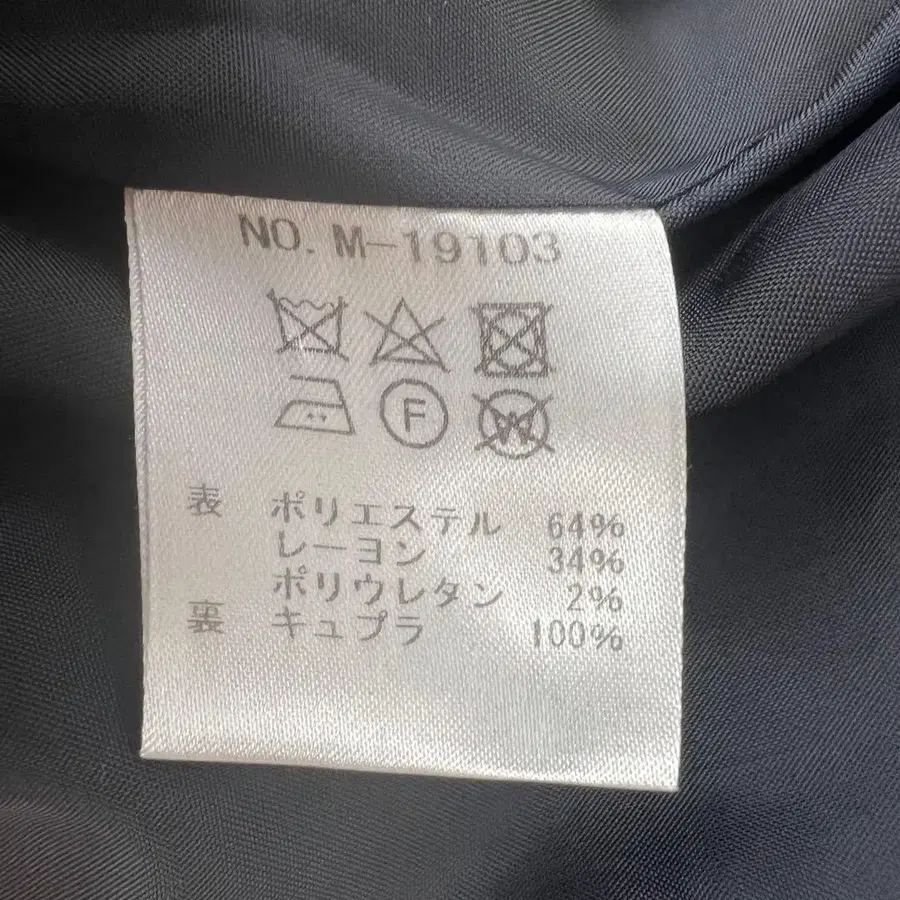 NO. M-19103
F W
表 ポリエステル 64%
レーヨン 34%
ポリウレタン 2%
裏 キュプラ 100%